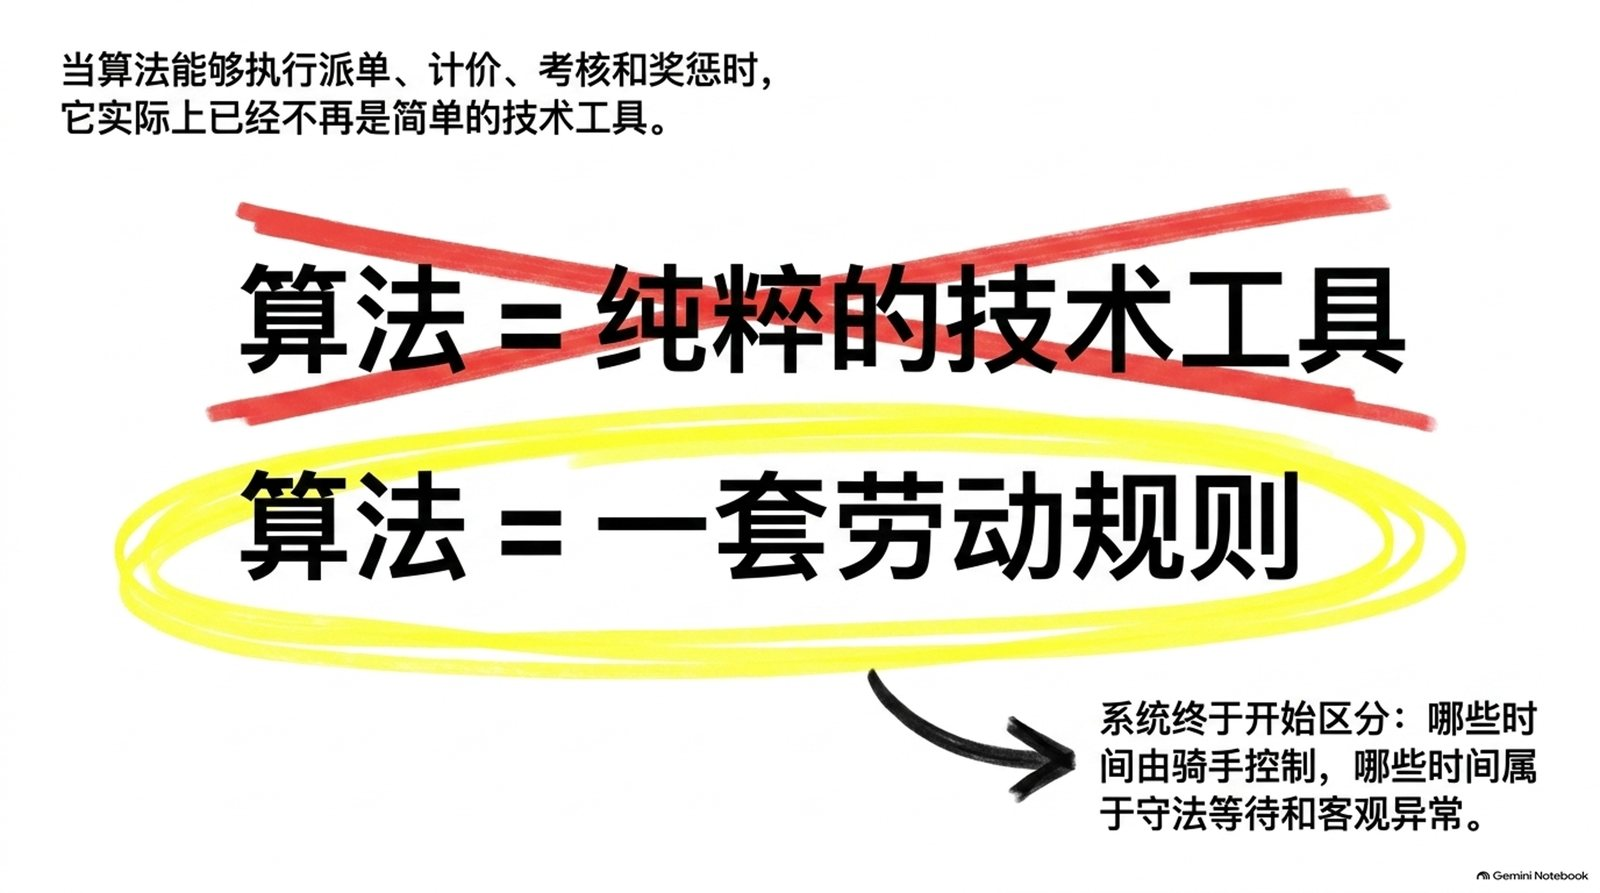 当算法能够执行派单、计价、考核和奖惩时，
它实际上已经不再是简单的技术工具。
算法 = 纯粹的技术工具
算法 = 一套劳动规则
系统终于开始区分：哪些时
间由骑手控制，哪些时间属
于守法等待和客观异常。
Gemini Notebook